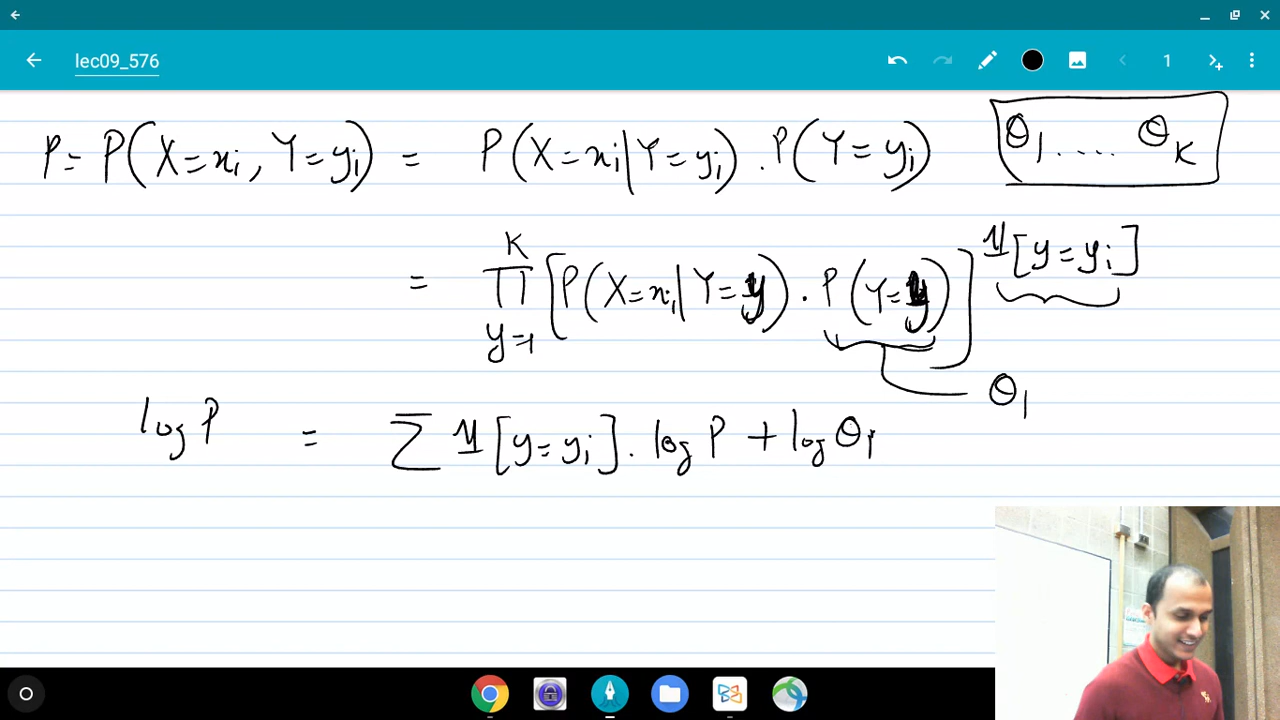 lec09_576
1
P = P(X=xi, Y=yi) = P(X=xi|Y=yi) . P(Y=yi) θ1 .... θK
= K ∏ y=1 [P(X=xi|Y=y) . P(Y=y)] 𝟙[y=yi]
θ1
log P = Σ 𝟙[y=yi] . log P + log θ1